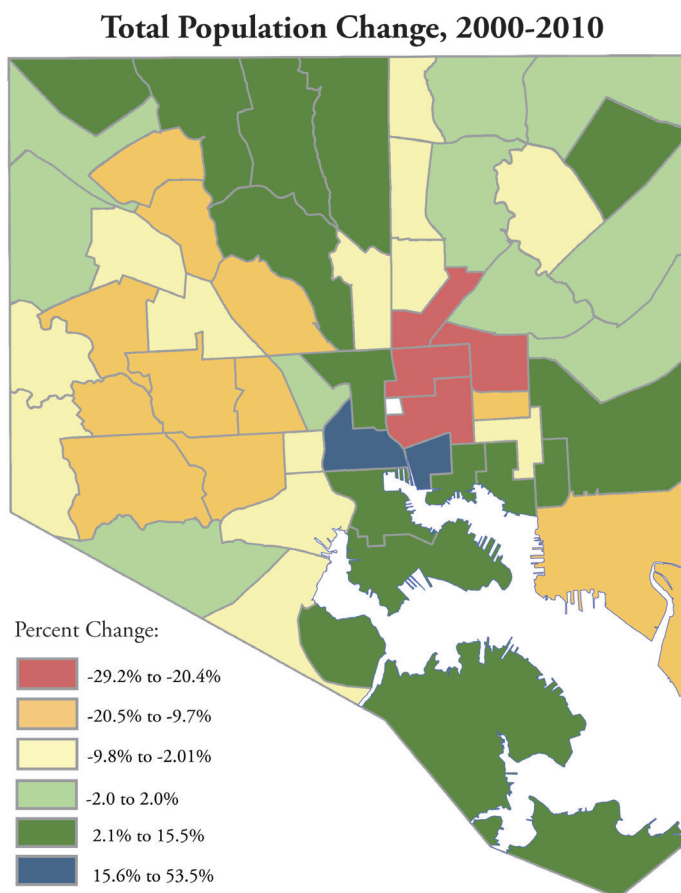 Total Population Change, 2000-2010
Percent Change:
-29.2% to -20.4%
-20.5% to -9.7%
-9.8% to -2.01%
-2.0 to 2.0%
2.1% to 15.5%
15.6% to 53.5%